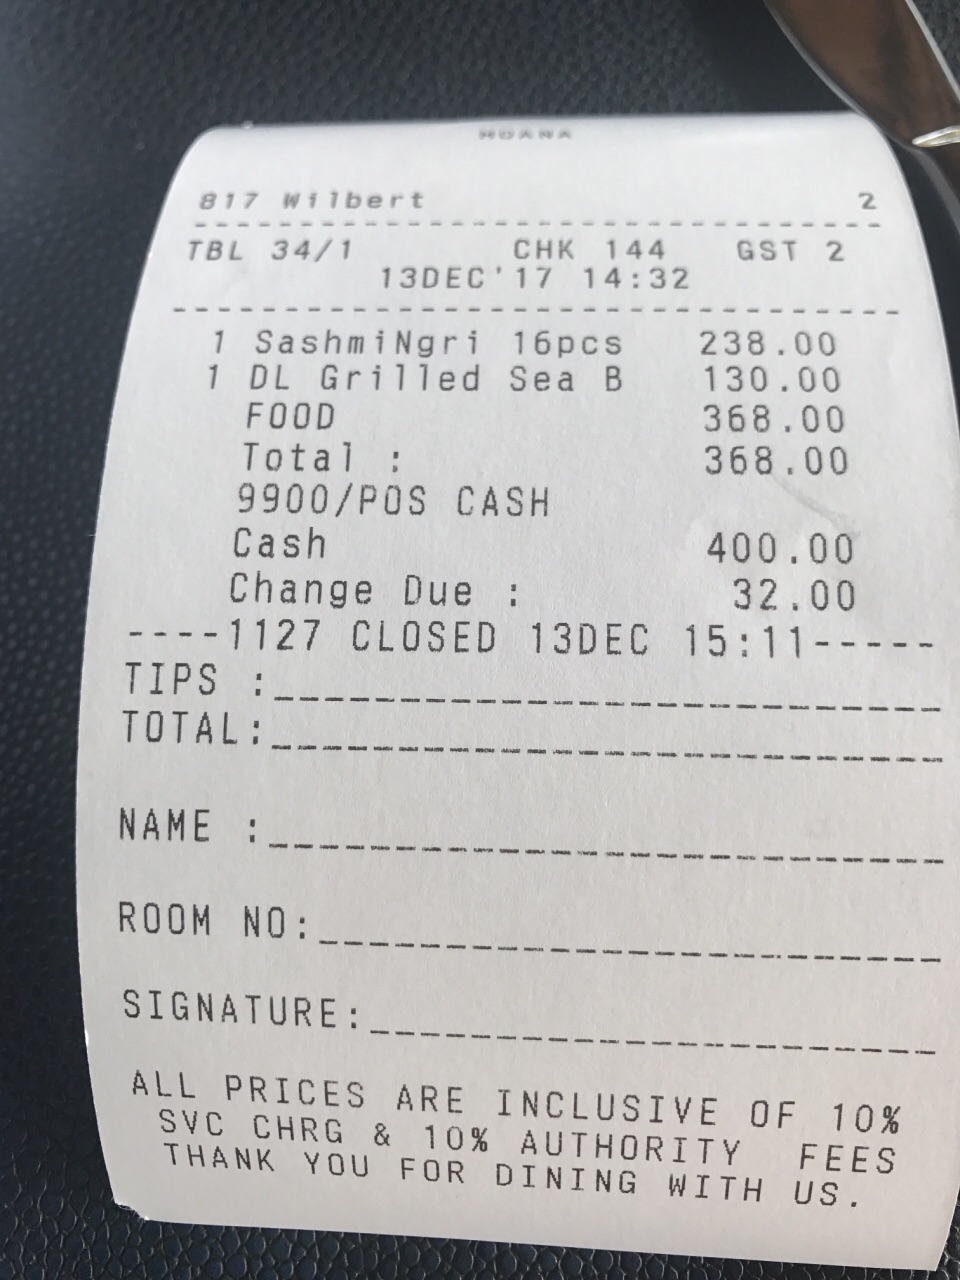 MOANA
817 Wilbert 2
TBL 34/1 CHK 144 GST 2
13DEC'17 14:32
1 SashmiNgri 16pcs 238.00
1 DL Grilled Sea B 130.00
FOOD 368.00
Total : 368.00
9900/POS CASH
Cash 400.00
Change Due : 32.00
----1127 CLOSED 13DEC 15:11-----
TIPS :
TOTAL:
NAME :
ROOM NO:
SIGNATURE:
ALL PRICES ARE INCLUSIVE OF 10%
SVC CHRG & 10% AUTHORITY FEES
THANK YOU FOR DINING WITH US.